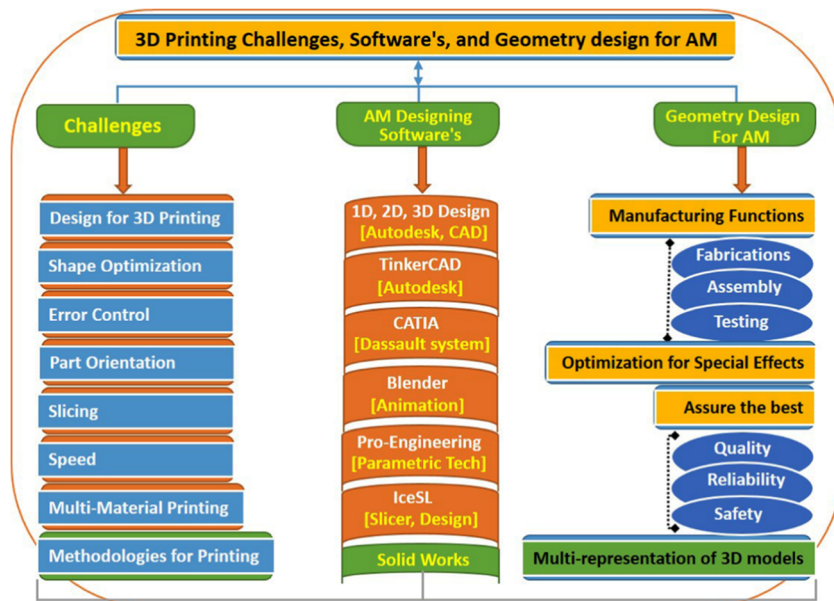 3D Printing Challenges, Software's, and Geometry design for AM
Challenges
Design for 3D Printing
Shape Optimization
Error Control
Part Orientation
Slicing
Speed
Multi-Material Printing
Methodologies for Printing
AM Designing
Software's
1D, 2D, 3D Design
[Autodesk, CAD]
TinkerCAD
[Autodesk]
CATIA
[Dassault system]
Blender
[Animation]
Pro-Engineering
[Parametric Tech]
IceSL
[Slicer, Design]
Solid Works
Geometry Design
For AM
Manufacturing Functions
Fabrications
Assembly
Testing
Optimization for Special Effects
Assure the best
Quality
Reliability
Safety
Multi-representation of 3D models